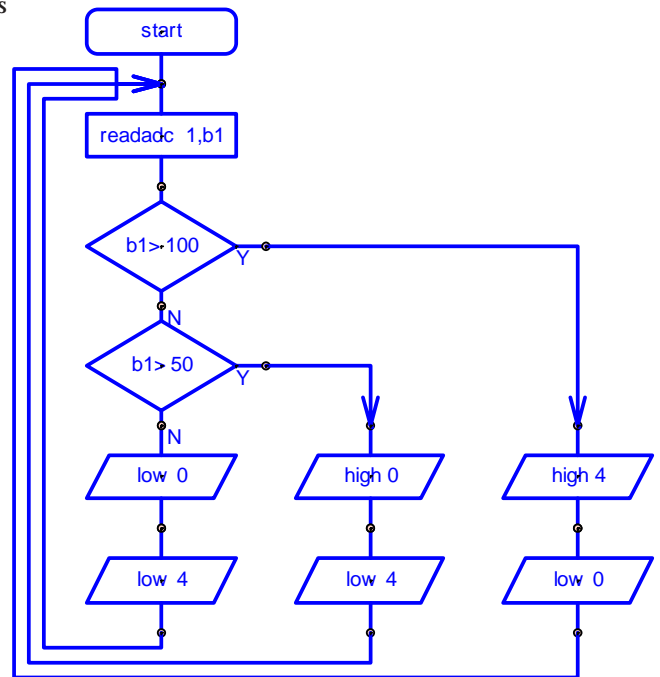 s
start
readadc 1,b1
b1> 100
Y
N
b1> 50
Y
N
low 0
high 0
high 4
low 4
low 4
low 0